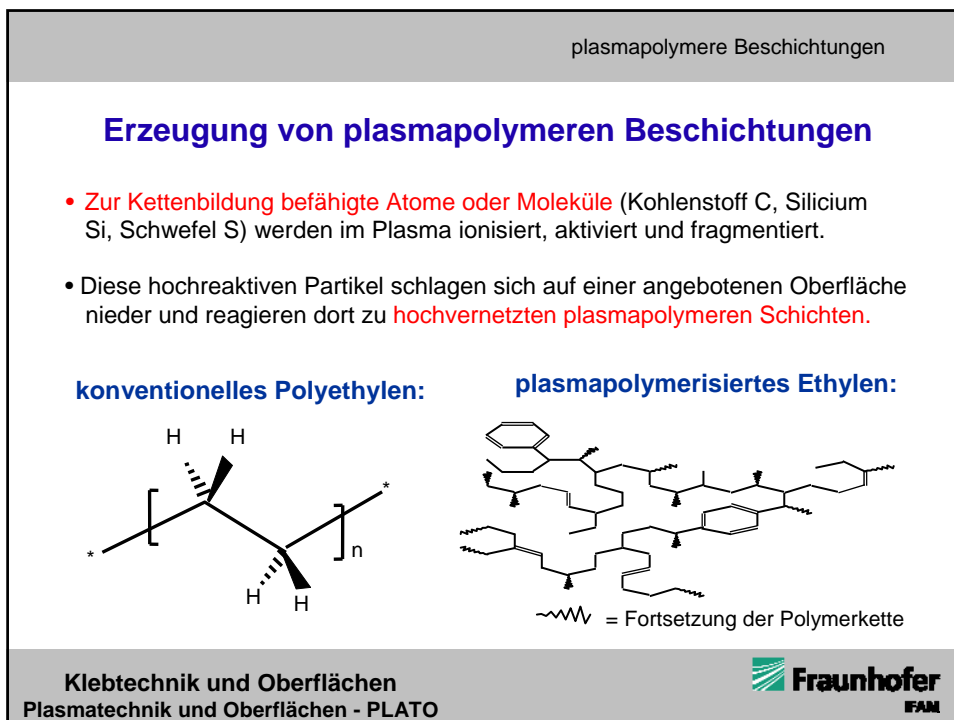 plasmapolymere Beschichtungen
Erzeugung von plasmapolymeren Beschichtungen
• Zur Kettenbildung befähigte Atome oder Moleküle (Kohlenstoff C, Silicium
Si, Schwefel S) werden im Plasma ionisiert, aktiviert und fragmentiert.
• Diese hochreaktiven Partikel schlagen sich auf einer angebotenen Oberfläche
nieder und reagieren dort zu hochvernetzten plasmapolymeren Schichten.
konventionelles Polyethylen:
H H
*
* n
H H
plasmapolymerisiertes Ethylen:
= Fortsetzung der Polymerkette
Klebtechnik und Oberflächen
Plasmatechnik und Oberflächen - PLATO
Fraunhofer
IFAM